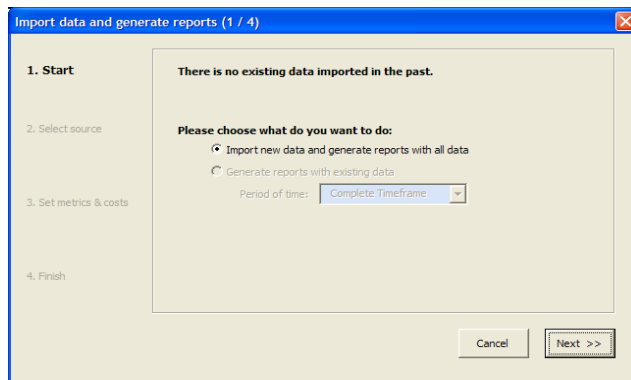 Import data and generate reports (1 / 4)
1. Start
There is no existing data imported in the past.
2. Select source
Please choose what do you want to do:
Import new data and generate reports with all data
Generate reports with existing data
Period of time: Complete Timeframe
3. Set metrics & costs
4. Finish
Cancel Next >>